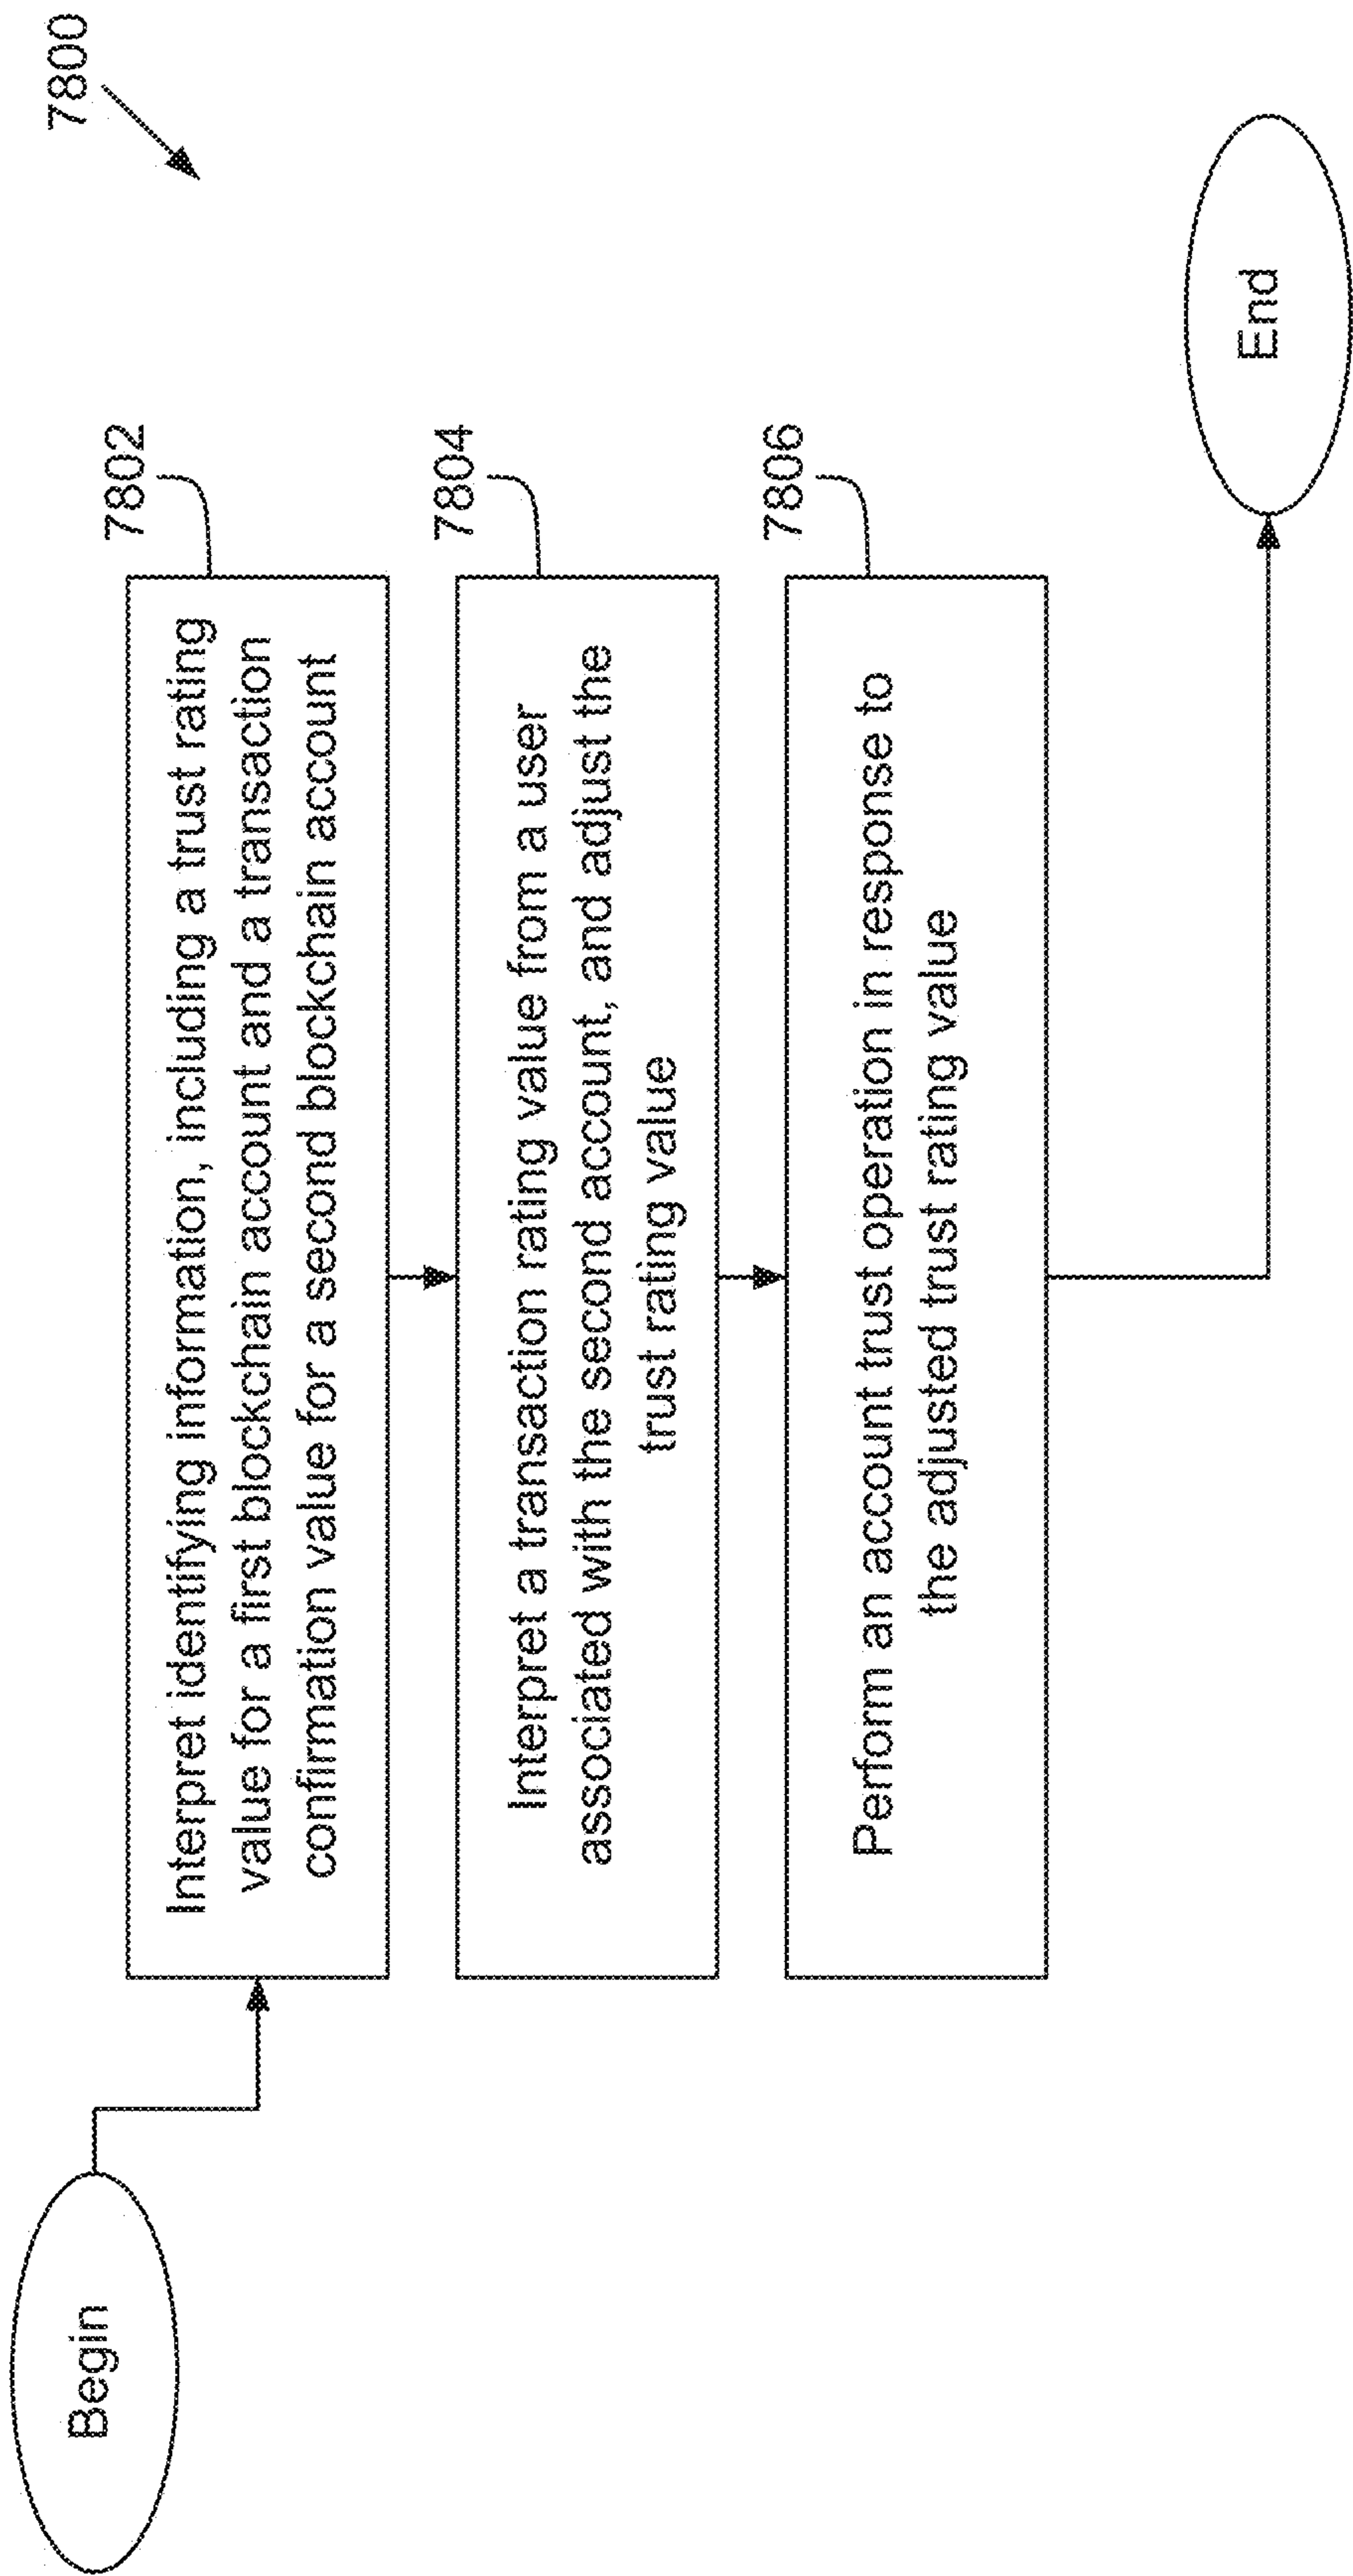 7800
Begin
7802
Interpret identifying information, including a trust rating
value for a first blockchain account and a transaction
confirmation value for a second blockchain account
7804
Interpret a transaction rating value from a user
associated with the second account, and adjust the
trust rating value
7806
Perform an account trust operation in response to
the adjusted trust rating value
End